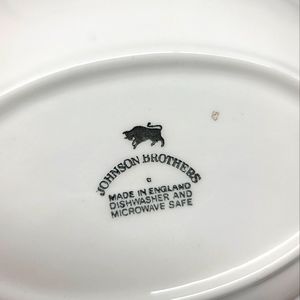 JOHNSON BROTHERS
©
MADE IN ENGLAND
DISHWASHER AND
MICROWAVE SAFE